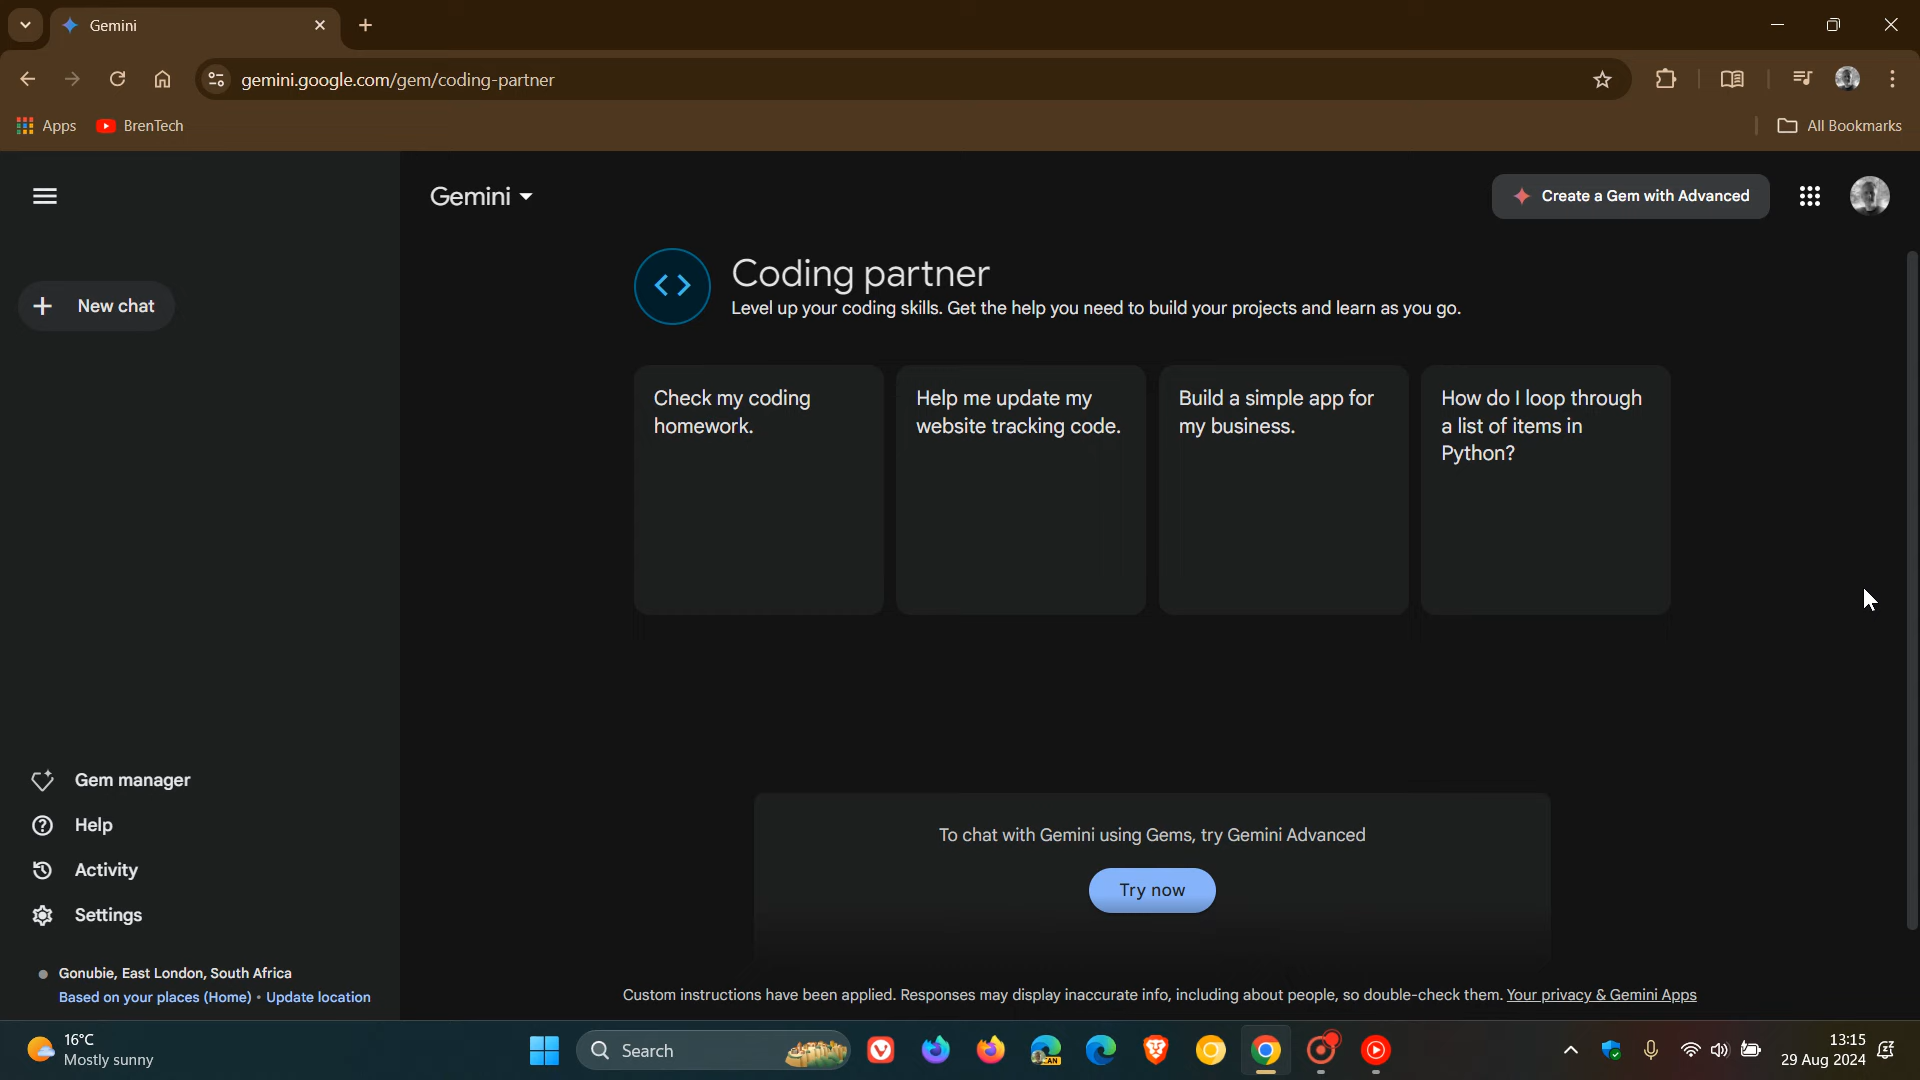 Gemini
gemini.google.com/gem/coding-partner
Apps
BrenTech
All Bookmarks
Gemini
Create a Gem with Advanced
New chat
Coding partner
Level up your coding skills. Get the help you need to build your projects and learn as you go.
Check my coding
homework.
Help me update my
website tracking code.
Build a simple app for
my business.
How do I loop through
a list of items in
Python?
Gem manager
Help
Activity
Settings
To chat with Gemini using Gems, try Gemini Advanced
Try now
Gonubie, East London, South Africa
Based on your places (Home) • Update location
Custom instructions have been applied. Responses may display inaccurate info, including about people, so double-check them. Your privacy & Gemini Apps
16°C
Mostly sunny
Search
CAN
13:15
29 Aug 2024